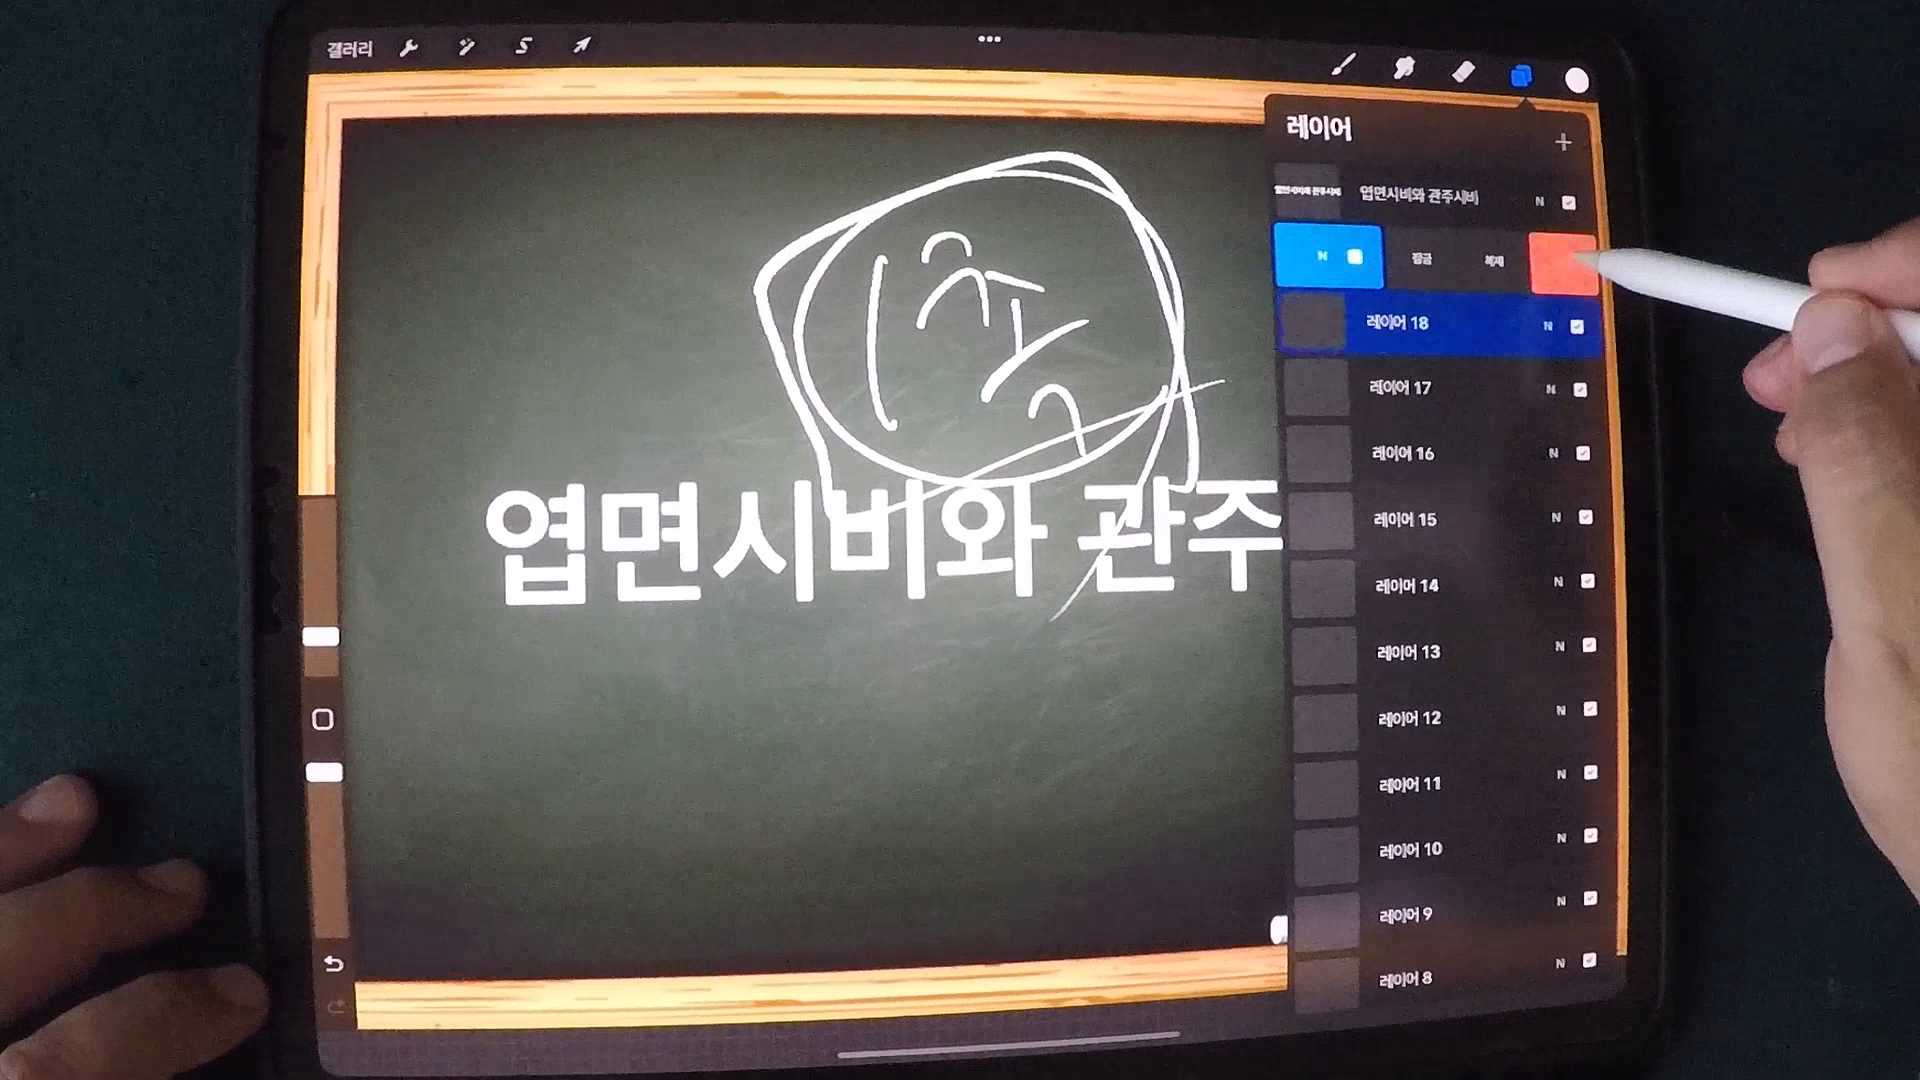 갤러리
레이어
엽면시비와 관주시비
N
N 잠금 복제
레이어 18 N
레이어 17 N
레이어 16 N
레이어 15 N
레이어 14 N
레이어 13 N
레이어 12 N
레이어 11 N
레이어 10 N
레이어 9 N
레이어 8 N
엽면시비와 관주